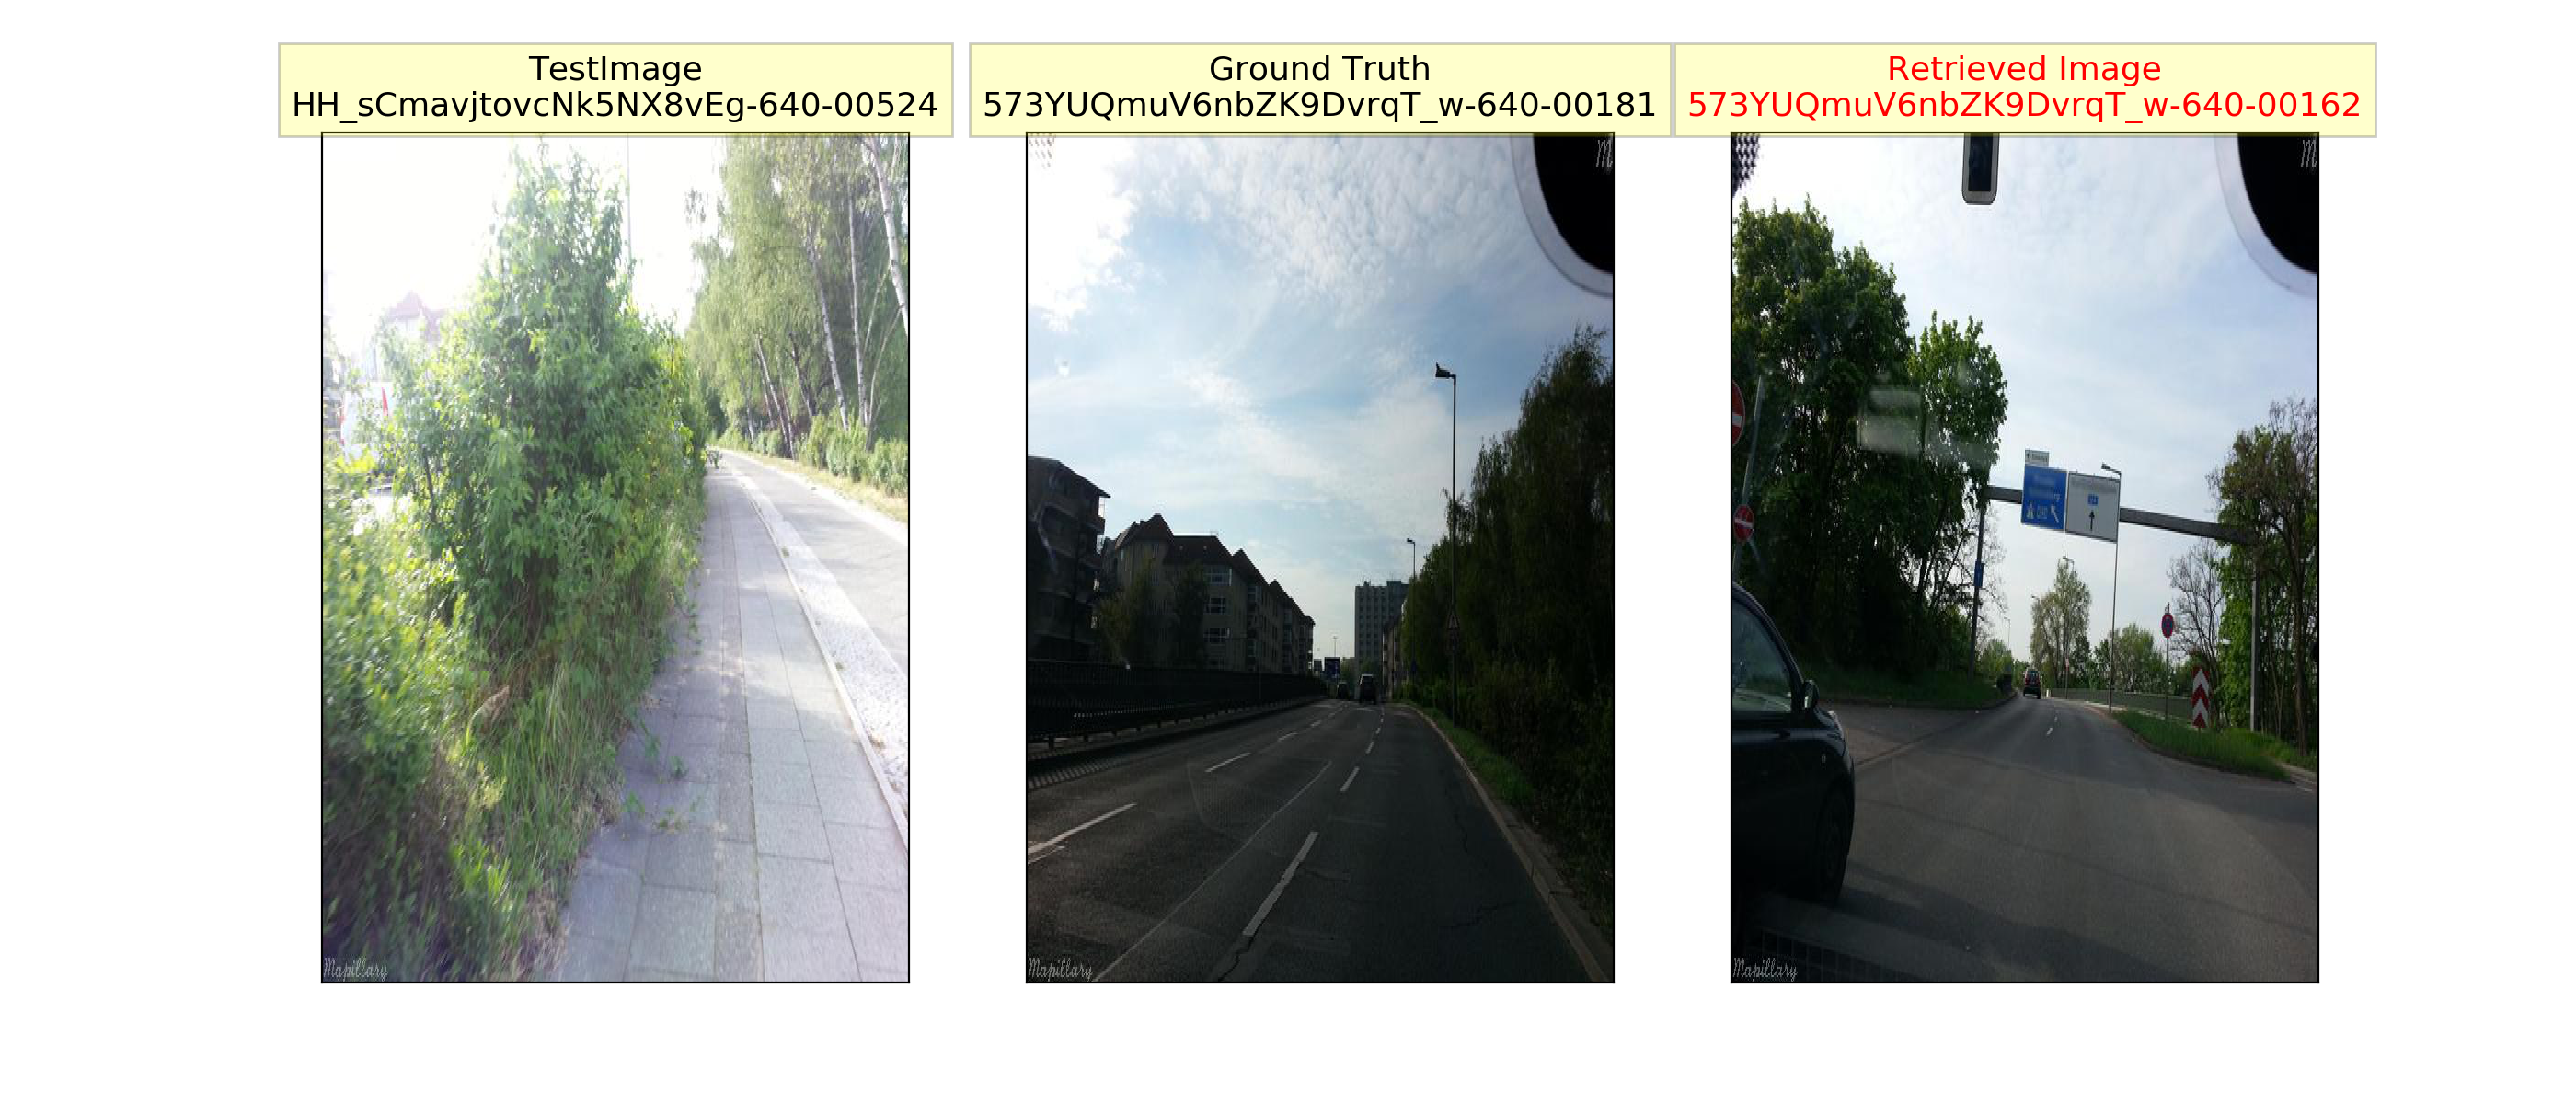 TestImage
HH_sCmavjtovcNk5NX8vEg-640-00524
Ground Truth
573YUQmuV6nbZK9DvrqT_w-640-00181
Retrieved Image
573YUQmuV6nbZK9DvrqT_w-640-00162
M
M
Mapillary
Mapillary
Mapillary